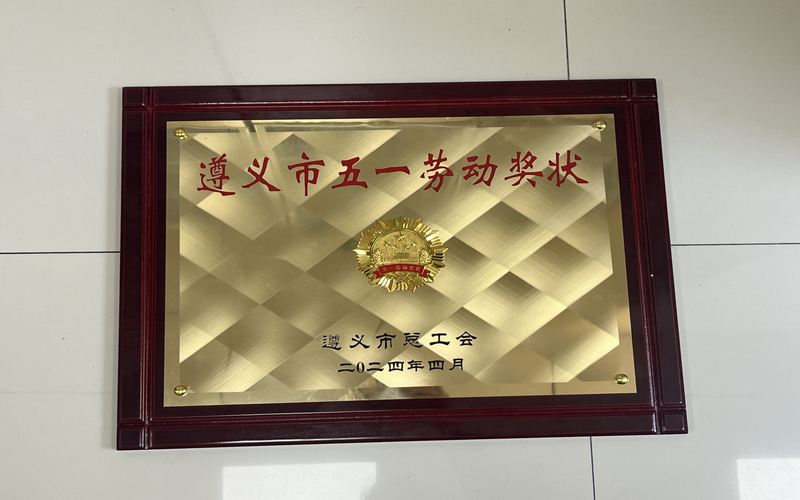 遵义市五一劳动奖状
遵义市总工会
二0二四年四月